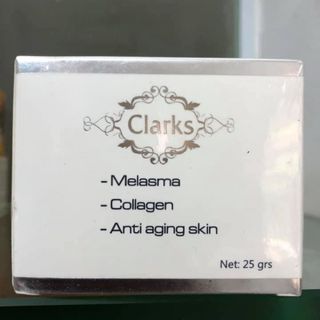 Clarks
- Melasma
- Collagen
- Anti aging skin
Net: 25 grs